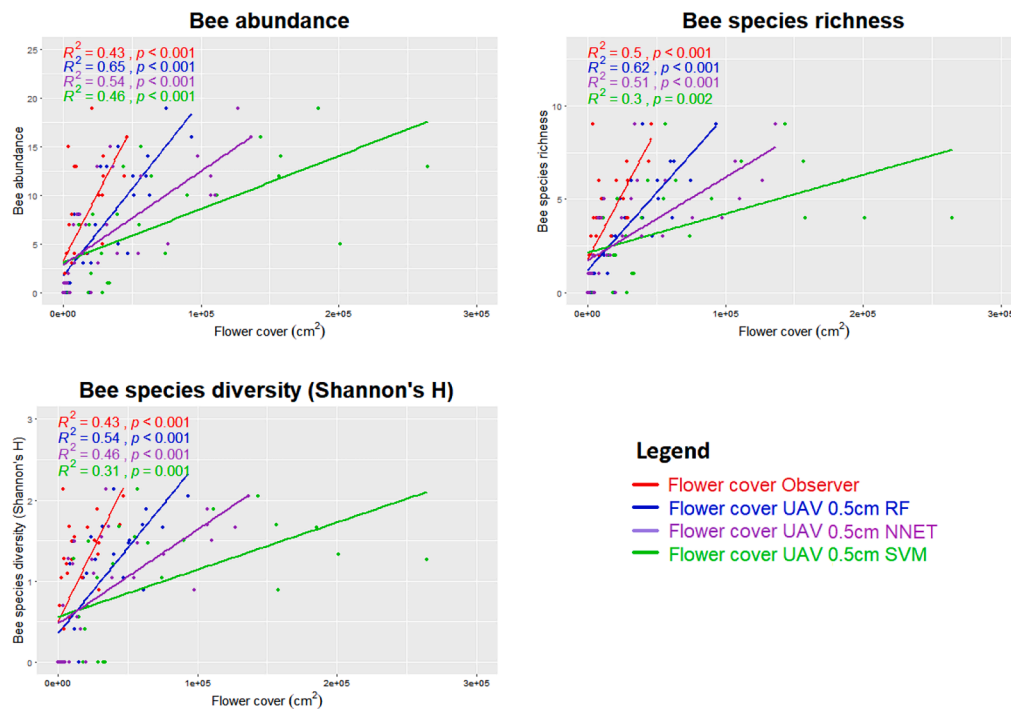 Bee abundance
R² = 0.43 , p < 0.001
R² = 0.65 , p < 0.001
R² = 0.54 , p < 0.001
R² = 0.46 , p < 0.001
25
20
15
10
5
0
Bee abundance
0e+00 1e+05 2e+05 3e+05
Flower cover (cm²)
Bee species richness
R² = 0.5 , p < 0.001
R² = 0.62 , p < 0.001
R² = 0.51 , p < 0.001
R² = 0.3 , p = 0.002
10
5
0
Bee species richness
0e+00 1e+05 2e+05 3e+05
Flower cover (cm²)
Bee species diversity (Shannon's H)
R² = 0.43 , p < 0.001
R² = 0.54 , p < 0.001
R² = 0.46 , p < 0.001
R² = 0.31 , p = 0.001
3
2
1
0
Bee species diversity (Shannon's H)
0e+00 1e+05 2e+05 3e+05
Flower cover (cm²)
Legend
Flower cover Observer
Flower cover UAV 0.5cm RF
Flower cover UAV 0.5cm NNET
Flower cover UAV 0.5cm SVM